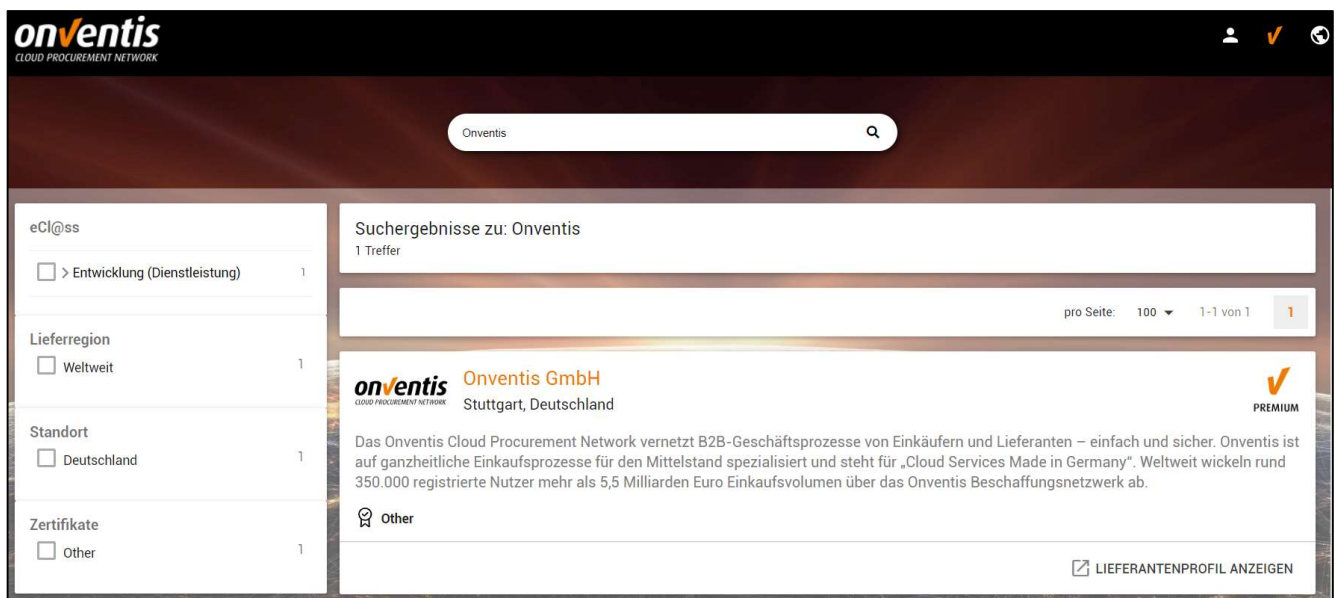 onventis
CLOUD PROCUREMENT NETWORK
Onventis
eCl@ss
Entwicklung (Dienstleistung) 1
Lieferregion
Weltweit 1
Standort
Deutschland 1
Zertifikate
Other 1
Suchergebnisse zu: Onventis
1 Treffer
pro Seite: 100 1-1 von 1 1
onventis
CLOUD PROCUREMENT NETWORK
Onventis GmbH
Stuttgart, Deutschland
PREMIUM
Das Onventis Cloud Procurement Network vernetzt B2B-Geschäftsprozesse von Einkäufern und Lieferanten – einfach und sicher. Onventis ist
auf ganzheitliche Einkaufsprozesse für den Mittelstand spezialisiert und steht für „Cloud Services Made in Germany“. Weltweit wickeln rund
350.000 registrierte Nutzer mehr als 5,5 Milliarden Euro Einkaufsvolumen über das Onventis Beschaffungsnetzwerk ab.
Other
LIEFERANTENPROFIL ANZEIGEN